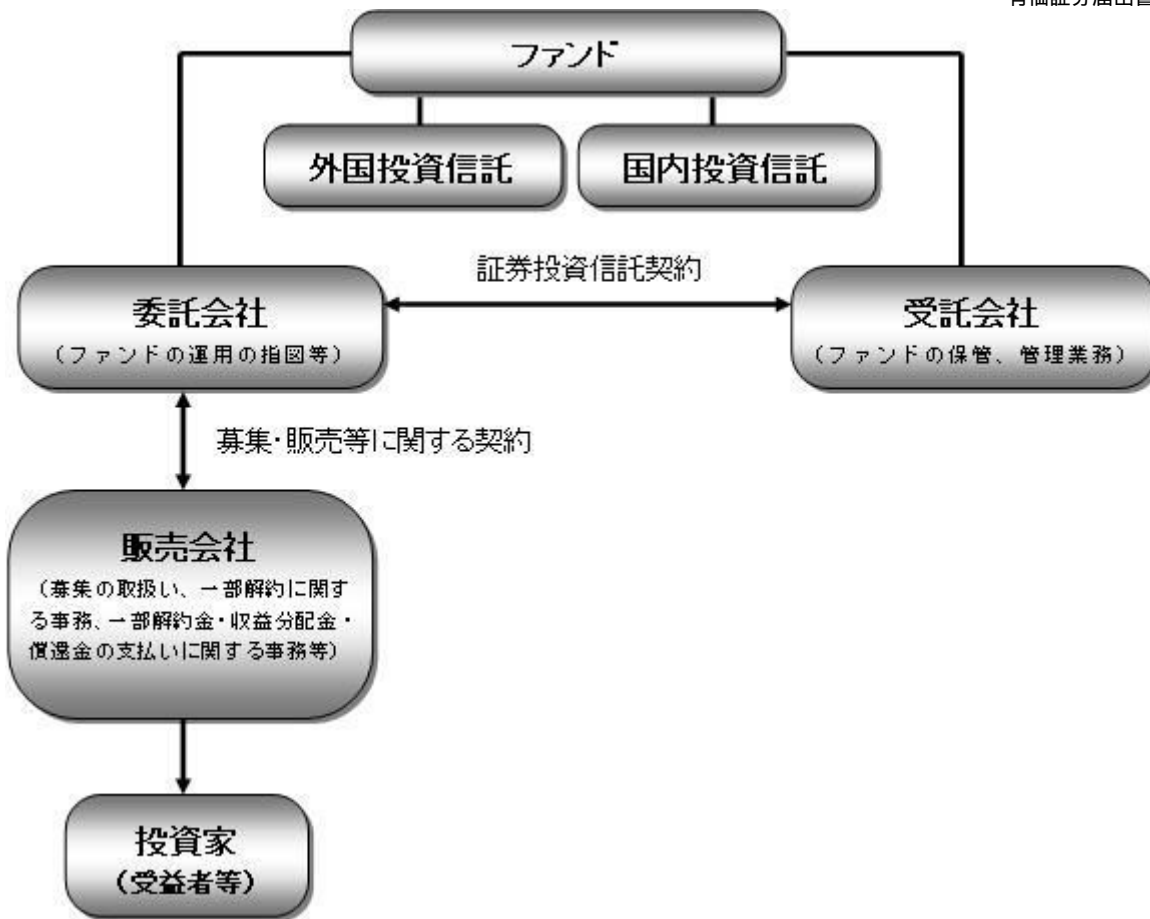 ファンド
外国投資信託
国内投資信託
証券投資信託契約
委託会社
（ファンドの運用の指図等）
受託会社
（ファンドの保管、管理業務）
募集・販売等に関する契約
販売会社
（募集の取扱い、一部解約に関す
る事務、一部解約金・収益分配金・
償還金の支払いに関する事務等）
投資家
（受益者等）